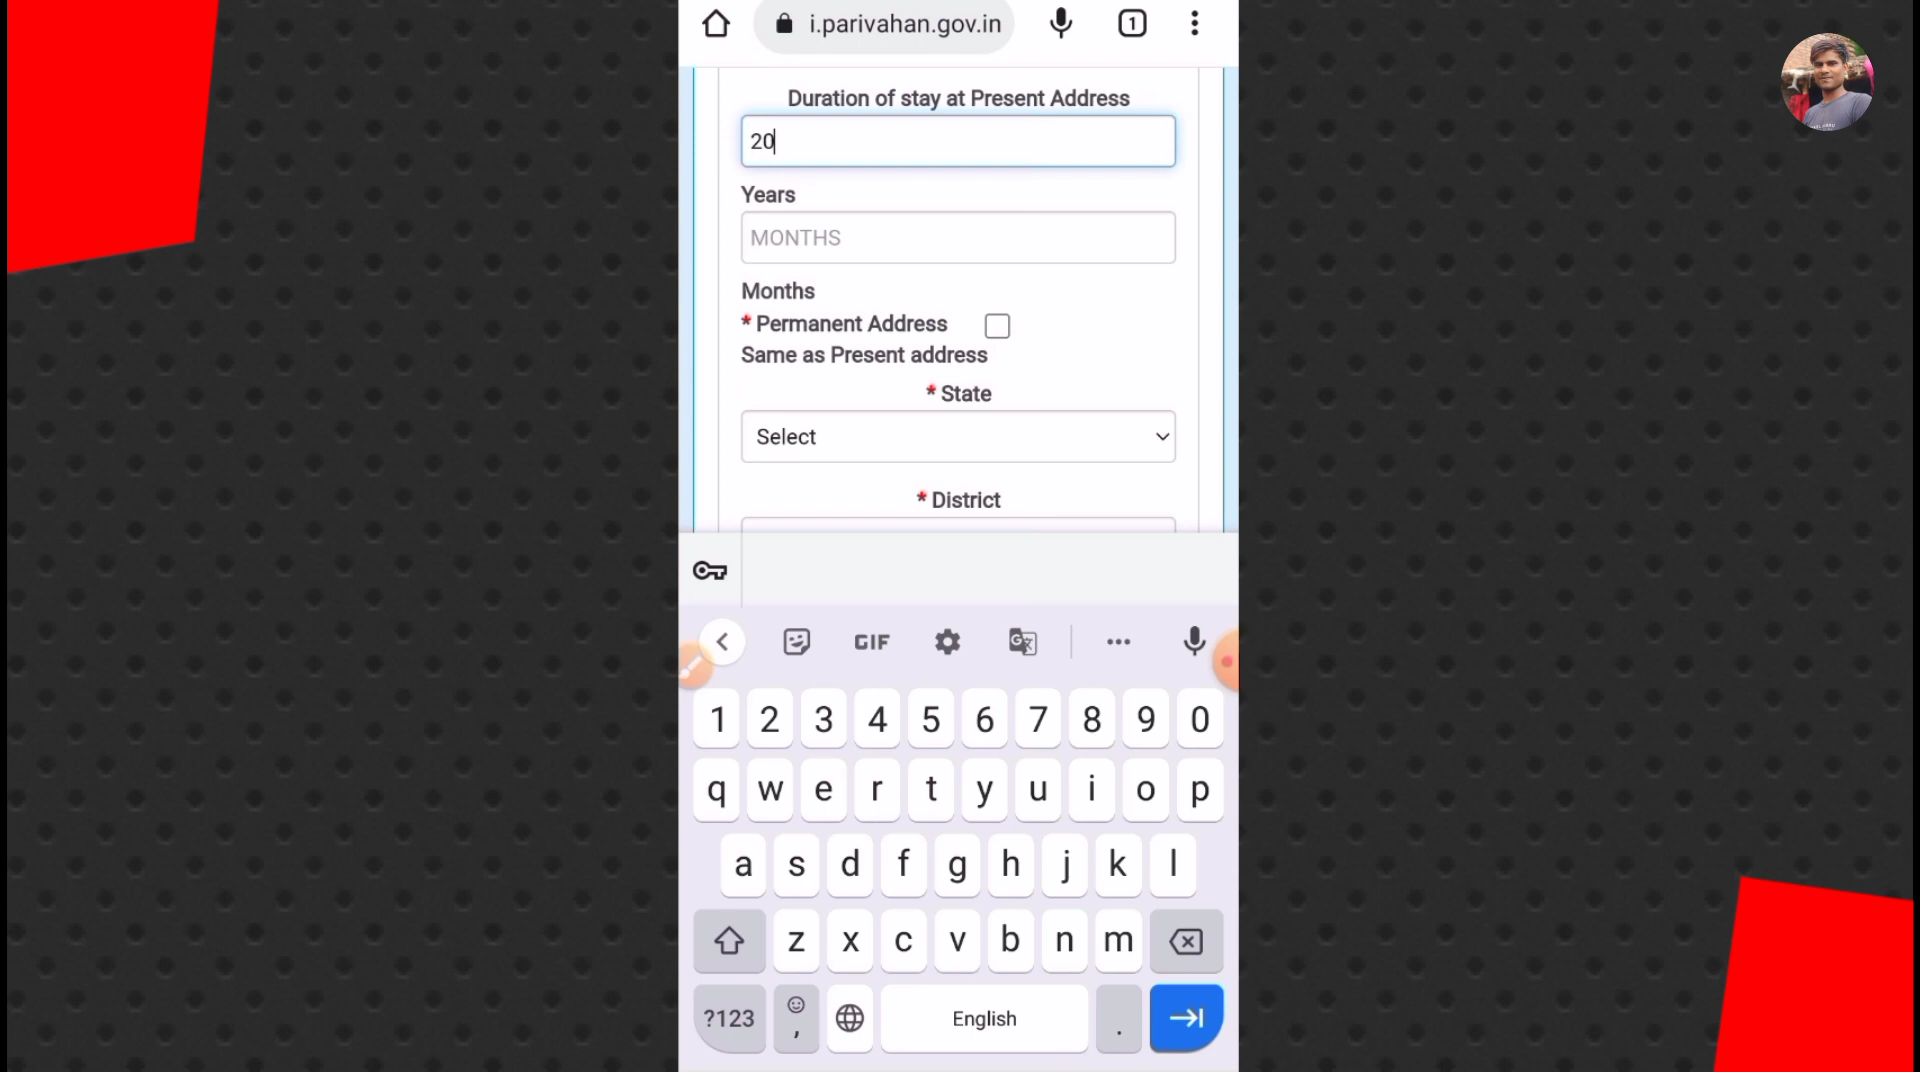 i.parivahan.gov.in
1
Duration of stay at Present Address
20
Years
MONTHS
Months
* Permanent Address
Same as Present address
* State
Select
* District
GIF
1 2 3 4 5 6 7 8 9 0
q w e r t y u i o p
a s d f g h j k l
z x c v b n m
?123 , English .